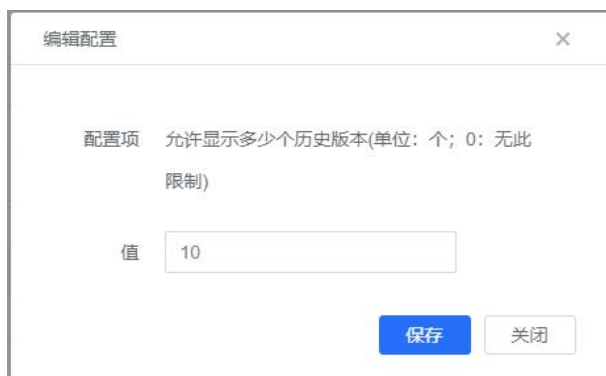 编辑配置
配置项 允许显示多少个历史版本(单位：个；0：无此
限制)
值 10
保存 关闭